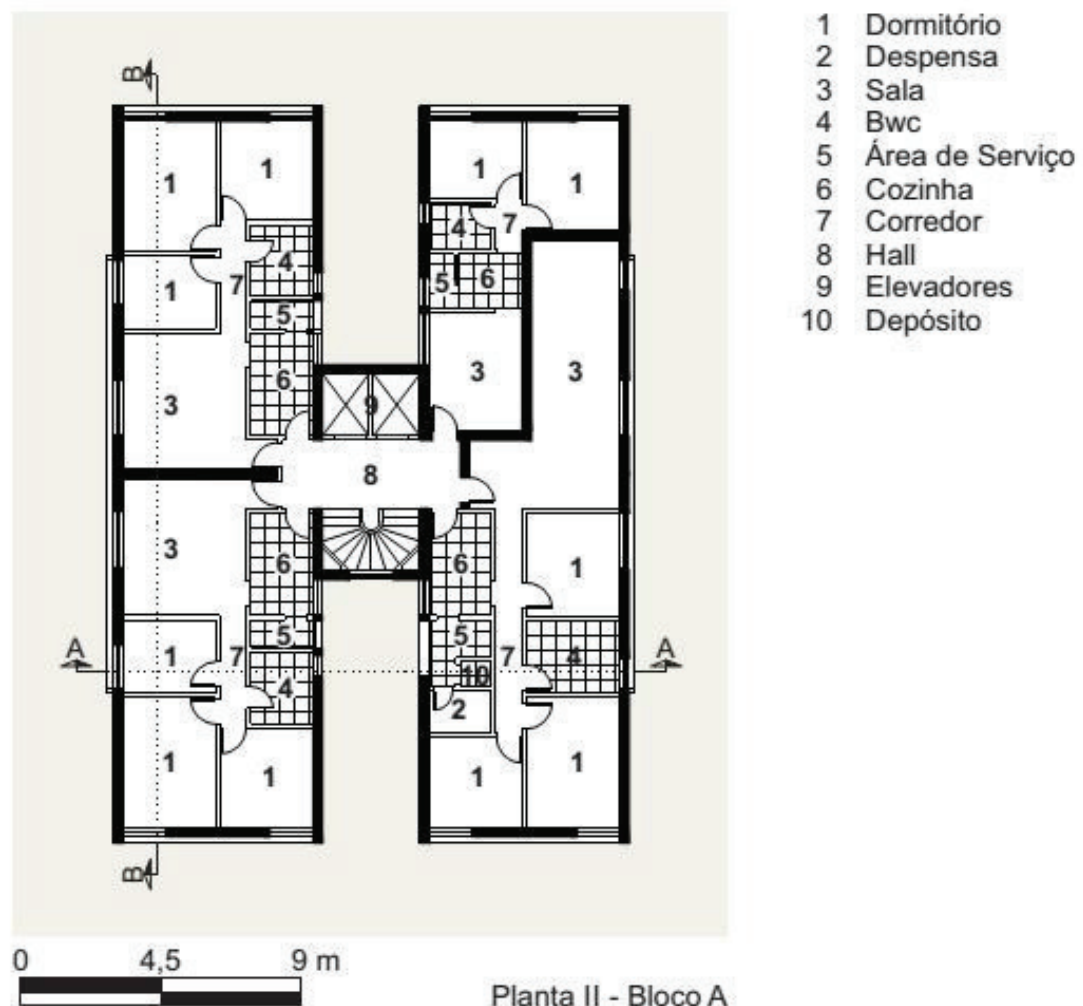 1 Dormitório
2 Despensa
3 Sala
4 Bwc
5 Área de Serviço
6 Cozinha
7 Corredor
8 Hall
9 Elevadores
10 Depósito
B B
1 1 1 1
4 7
1 7 4 5 6
5
6 3 3
3 9
8
3 6 6 1
5 5
A 1 7 7 4 A
4 10
2
1 1 1 1
B
0 4,5 9 m
Planta II - Bloco A